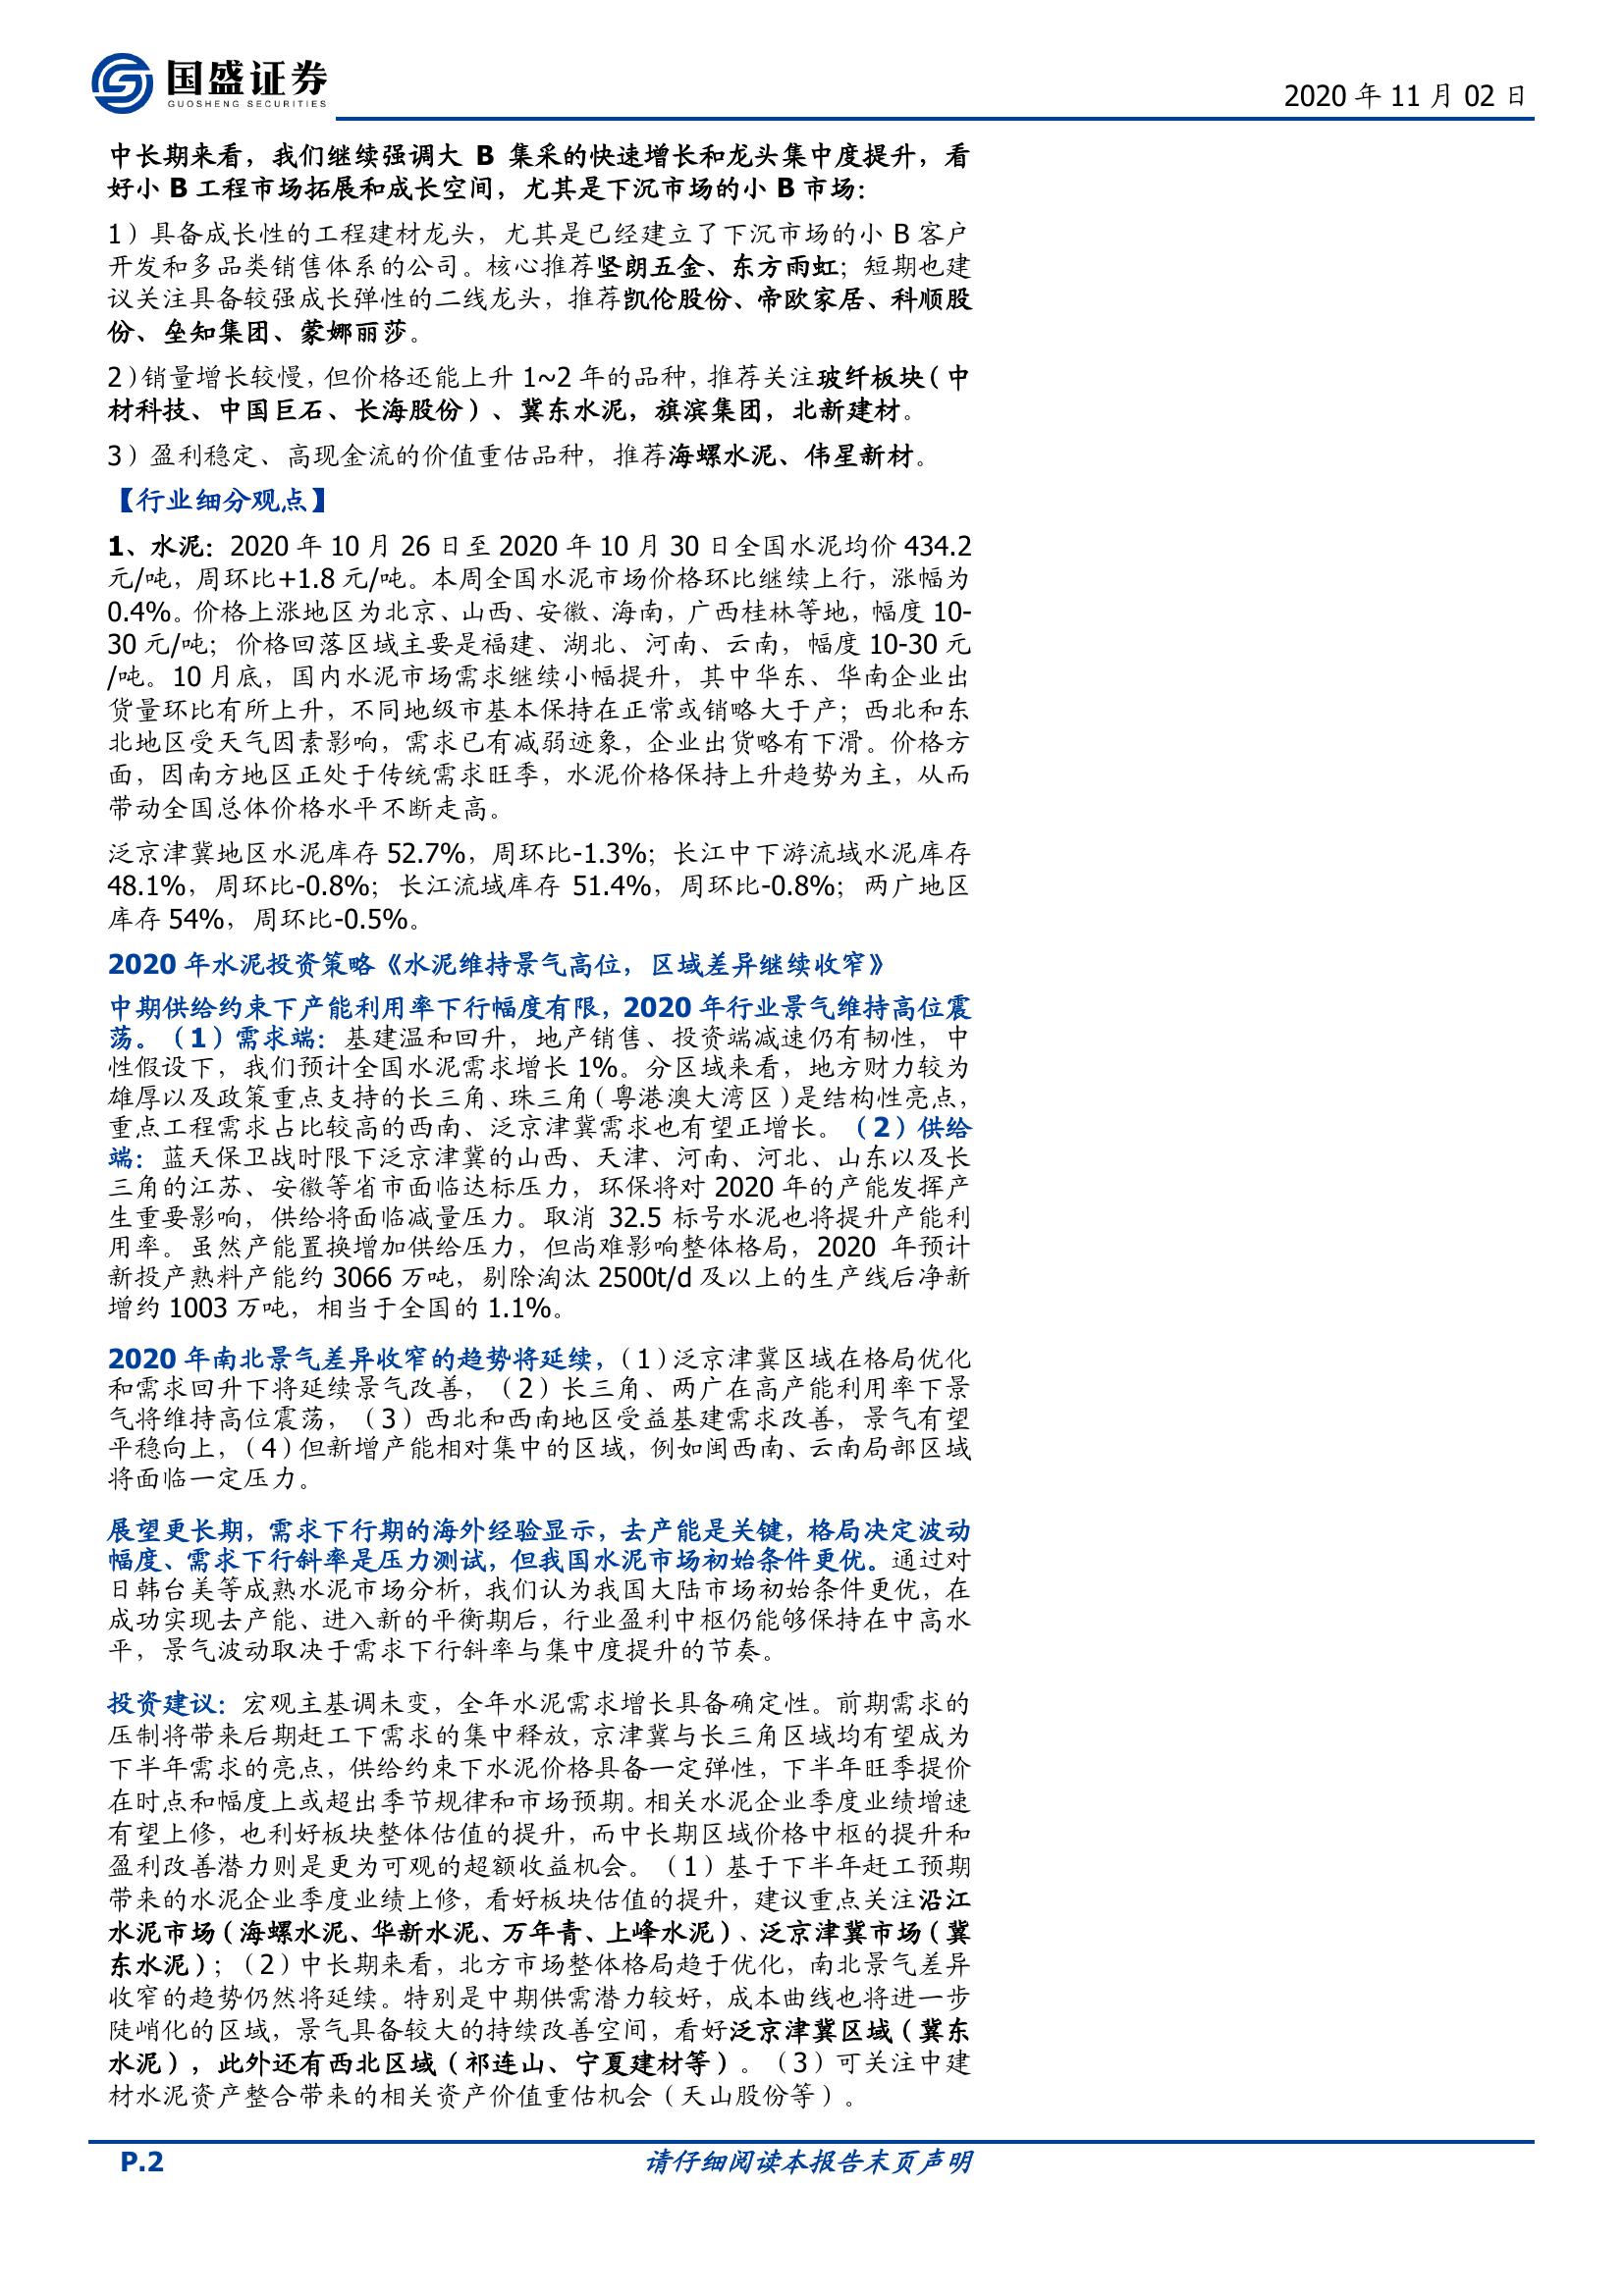 国盛证券
GUOSHENG SECURITIES
2020 年 11 月 02 日
中长期来看，我们继续强调大 B 集采的快速增长和龙头集中度提升，看
好小 B 工程市场拓展和成长空间，尤其是下沉市场的小 B 市场：
1）具备成长性的工程建材龙头，尤其是已经建立了下沉市场的小 B 客户
开发和多品类销售体系的公司。核心推荐坚朗五金、东方雨虹；短期也建
议关注具备较强成长弹性的二线龙头，推荐凯伦股份、帝欧家居、科顺股
份、垒知集团、蒙娜丽莎。
2）销量增长较慢，但价格还能上升 1~2 年的品种，推荐关注玻纤板块（中
材科技、中国巨石、长海股份）、冀东水泥，旗滨集团，北新建材。
3）盈利稳定、高现金流的价值重估品种，推荐海螺水泥、伟星新材。
【行业细分观点】
1、水泥：2020 年 10 月 26 日至 2020 年 10 月 30 日全国水泥均价 434.2
元/吨，周环比+1.8 元/吨。本周全国水泥市场价格环比继续上行，涨幅为
0.4%。价格上涨地区为北京、山西、安徽、海南，广西桂林等地，幅度 10-
30 元/吨；价格回落区域主要是福建、湖北、河南、云南，幅度 10-30 元
/吨。10 月底，国内水泥市场需求继续小幅提升，其中华东、华南企业出
货量环比有所上升，不同地级市基本保持在正常或销略大于产；西北和东
北地区受天气因素影响，需求已有减弱迹象，企业出货略有下滑。价格方
面，因南方地区正处于传统需求旺季，水泥价格保持上升趋势为主，从而
带动全国总体价格水平不断走高。
泛京津冀地区水泥库存 52.7%，周环比-1.3%；长江中下游流域水泥库存
48.1%，周环比-0.8%；长江流域库存 51.4%，周环比-0.8%；两广地区
库存 54%，周环比-0.5%。
2020 年水泥投资策略《水泥维持景气高位，区域差异继续收窄》
中期供给约束下产能利用率下行幅度有限，2020 年行业景气维持高位震
荡。（1）需求端：基建温和回升，地产销售、投资端减速仍有韧性，中
性假设下，我们预计全国水泥需求增长 1%。分区域来看，地方财力较为
雄厚以及政策重点支持的长三角、珠三角（粤港澳大湾区）是结构性亮点，
重点工程需求占比较高的西南、泛京津冀需求也有望正增长。（2）供给
端：蓝天保卫战时限下泛京津冀的山西、天津、河南、河北、山东以及长
三角的江苏、安徽等省市面临达标压力，环保将对 2020 年的产能发挥产
生重要影响，供给将面临减量压力。取消 32.5 标号水泥也将提升产能利
用率。虽然产能置换增加供给压力，但尚难影响整体格局，2020 年预计
新投产熟料产能约 3066 万吨，剔除淘汰 2500t/d 及以上的生产线后净新
增约 1003 万吨，相当于全国的 1.1%。
2020 年南北景气差异收窄的趋势将延续，（1）泛京津冀区域在格局优化
和需求回升下将延续景气改善，（2）长三角、两广在高产能利用率下景
气将维持高位震荡，（3）西北和西南地区受益基建需求改善，景气有望
平稳向上，（4）但新增产能相对集中的区域，例如闽西南、云南局部区域
将面临一定压力。
展望更长期，需求下行期的海外经验显示，去产能是关键，格局决定波动
幅度、需求下行斜率是压力测试，但我国水泥市场初始条件更优。通过对
日韩台美等成熟水泥市场分析，我们认为我国大陆市场初始条件更优，在
成功实现去产能、进入新的平衡期后，行业盈利中枢仍能够保持在中高水
平，景气波动取决于需求下行斜率与集中度提升的节奏。
投资建议：宏观主基调未变，全年水泥需求增长具备确定性。前期需求的
压制将带来后期赶工下需求的集中释放，京津冀与长三角区域均有望成为
下半年需求的亮点，供给约束下水泥价格具备一定弹性，下半年旺季提价
在时点和幅度上或超出季节规律和市场预期。相关水泥企业季度业绩增速
有望上修，也利好板块整体估值的提升，而中长期区域价格中枢的提升和
盈利改善潜力则是更为可观的超额收益机会。（1）基于下半年赶工预期
带来的水泥企业季度业绩上修，看好板块估值的提升，建议重点关注沿江
水泥市场（海螺水泥、华新水泥、万年青、上峰水泥）、泛京津冀市场（冀
东水泥）；（2）中长期来看，北方市场整体格局趋于优化，南北景气差异
收窄的趋势仍然将延续。特别是中期供需潜力较好，成本曲线也将进一步
陡峭化的区域，景气具备较大的持续改善空间，看好泛京津冀区域（冀东
水泥），此外还有西北区域（祁连山、宁夏建材等）。（3）可关注中建
材水泥资产整合带来的相关资产价值重估机会（天山股份等）。
P.2
请仔细阅读本报告末页声明